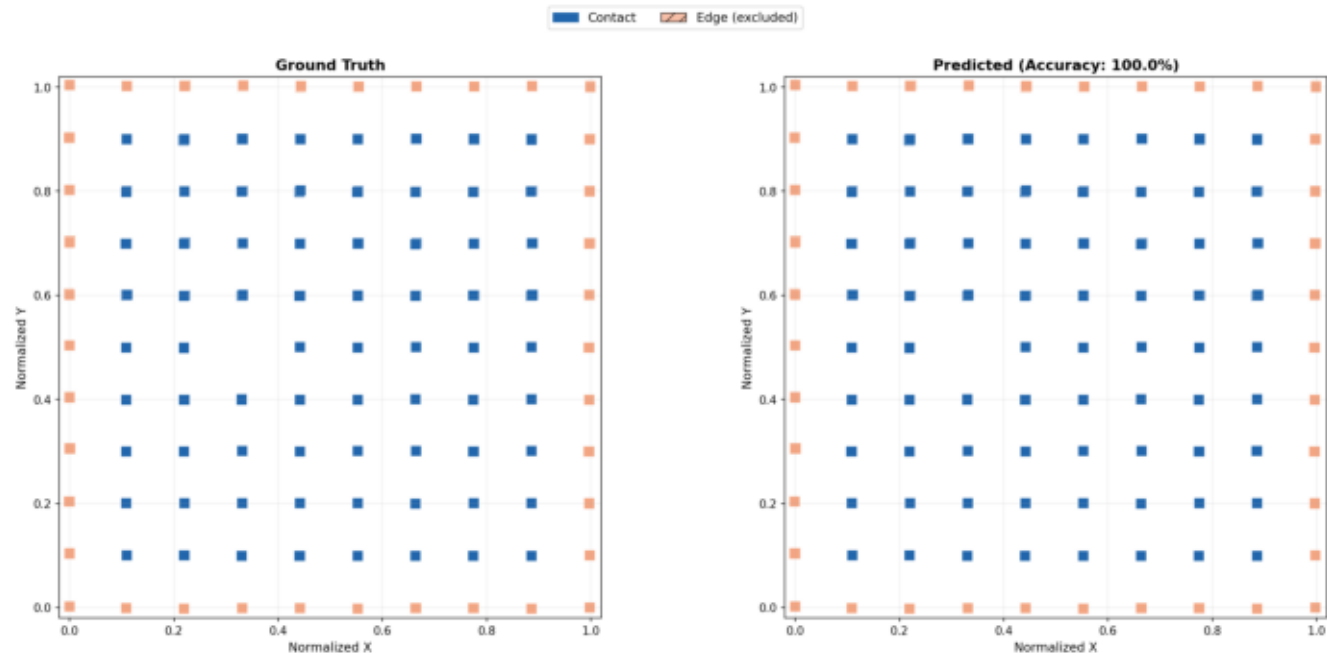 Contact Edge (excluded)
Ground Truth
1.0
0.8
0.6
0.4
0.2
0.0
Normalized Y
0.0 0.2 0.4 0.6 0.8 1.0
Normalized X
Predicted (Accuracy: 100.0%)
1.0
0.8
0.6
0.4
0.2
0.0
Normalized Y
0.0 0.2 0.4 0.6 0.8 1.0
Normalized X